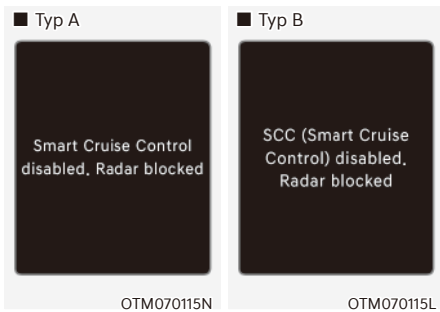 ■ Typ A
Smart Cruise Control
disabled. Radar blocked
OTM070115N
■ Typ B
SCC (Smart Cruise
Control) disabled.
Radar blocked
OTM070115L